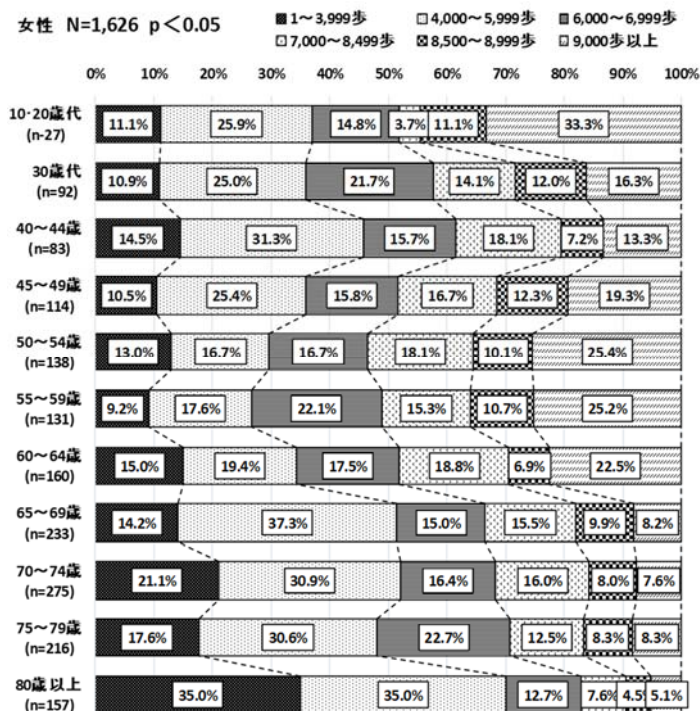 女性 N=1,626 p＜0.05
1～3,999歩 4,000～5,999歩 6,000～6,999歩
7,000～8,499歩 8,500～8,999歩 9,000歩以上
0% 10% 20% 30% 40% 50% 60% 70% 80% 90% 100%
10･20歳代
(n-27)
11.1% 25.9% 14.8% 3.7% 11.1% 33.3%
30歳代
(n=92)
10.9% 25.0% 21.7% 14.1% 12.0% 16.3%
40～44歳
(n=83)
14.5% 31.3% 15.7% 18.1% 7.2% 13.3%
45～49歳
(n=114)
10.5% 25.4% 15.8% 16.7% 12.3% 19.3%
50～54歳
(n=138)
13.0% 16.7% 16.7% 18.1% 10.1% 25.4%
55～59歳
(n=131)
9.2% 17.6% 22.1% 15.3% 10.7% 25.2%
60～64歳
(n=160)
15.0% 19.4% 17.5% 18.8% 6.9% 22.5%
65～69歳
(n=233)
14.2% 37.3% 15.0% 15.5% 9.9% 8.2%
70～74歳
(n=275)
21.1% 30.9% 16.4% 16.0% 8.0% 7.6%
75～79歳
(n=216)
17.6% 30.6% 22.7% 12.5% 8.3% 8.3%
80歳以上
(n=157)
35.0% 35.0% 12.7% 7.6% 4.5% 5.1%